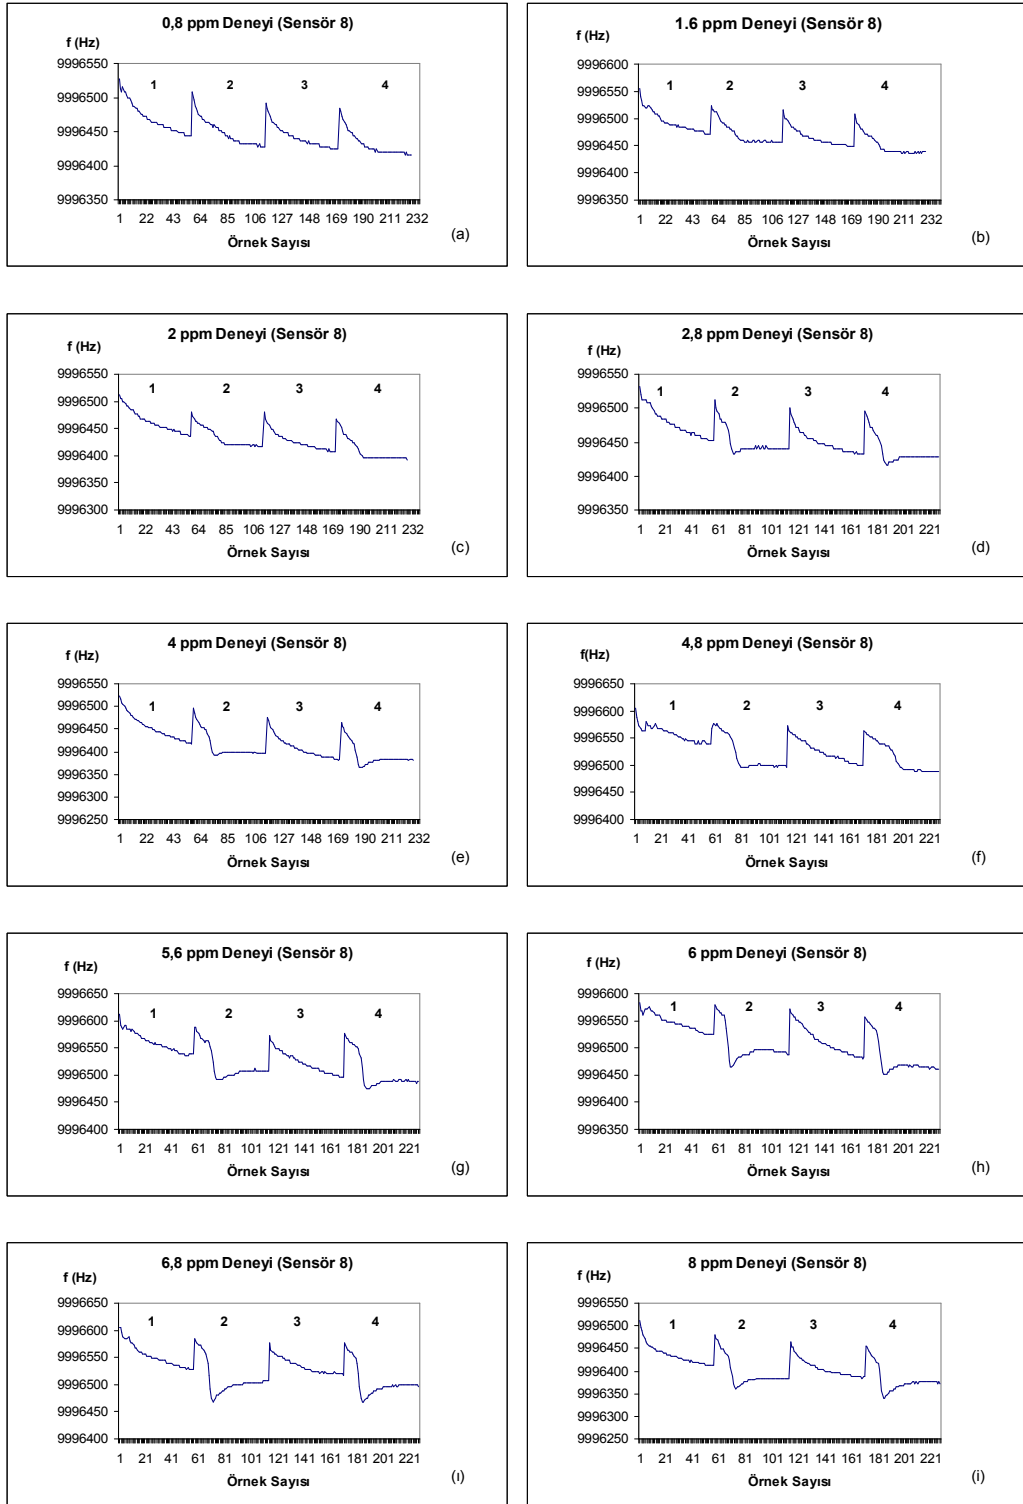 0,8 ppm Deneyi (Sensör 8)
f (Hz)
9996550
9996500
9996450
9996400
9996350
1 2 3 4
1 22 43 64 85 106 127 148 169 190 211 232
Örnek Sayısı
(a)
1.6 ppm Deneyi (Sensör 8)
f (Hz)
9996600
9996550
9996500
9996450
9996400
9996350
1 2 3 4
1 22 43 64 85 106 127 148 169 190 211 232
Örnek Sayısı
(b)
2 ppm Deneyi (Sensör 8)
f (Hz)
9996550
9996500
9996450
9996400
9996350
9996300
1 2 3 4
1 22 43 64 85 106 127 148 169 190 211 232
Örnek Sayısı
(c)
2,8 ppm Deneyi (Sensör 8)
f (Hz)
9996550
9996500
9996450
9996400
9996350
1 2 3 4
1 21 41 61 81 101 121 141 161 181 201 221
Örnek Sayısı
(d)
4 ppm Deneyi (Sensör 8)
f (Hz)
9996550
9996500
9996450
9996400
9996350
9996300
9996250
1 2 3 4
1 22 43 64 85 106 127 148 169 190 211 232
Örnek Sayısı
(e)
4,8 ppm Deneyi (Sensör 8)
f(Hz)
9996650
9996600
9996550
9996500
9996450
9996400
1 2 3 4
1 21 41 61 81 101 121 141 161 181 201 221
Örnek Sayısı
(f)
5,6 ppm Deneyi (Sensör 8)
f (Hz)
9996650
9996600
9996550
9996500
9996450
9996400
1 2 3 4
1 21 41 61 81 101 121 141 161 181 201 221
Örnek Sayısı
(g)
6 ppm Deneyi (Sensör 8)
f (Hz)
9996600
9996550
9996500
9996450
9996400
9996350
1 2 3 4
1 21 41 61 81 101 121 141 161 181 201 221
Örnek Sayısı
(h)
6,8 ppm Deneyi (Sensör 8)
f (Hz)
9996650
9996600
9996550
9996500
9996450
9996400
1 2 3 4
1 21 41 61 81 101 121 141 161 181 201 221
Örnek Sayısı
(ı)
8 ppm Deneyi (Sensör 8)
f (Hz)
9996550
9996500
9996450
9996400
9996350
9996300
9996250
1 2 3 4
1 21 41 61 81 101 121 141 161 181 201 221
Örnek Sayısı
(i)